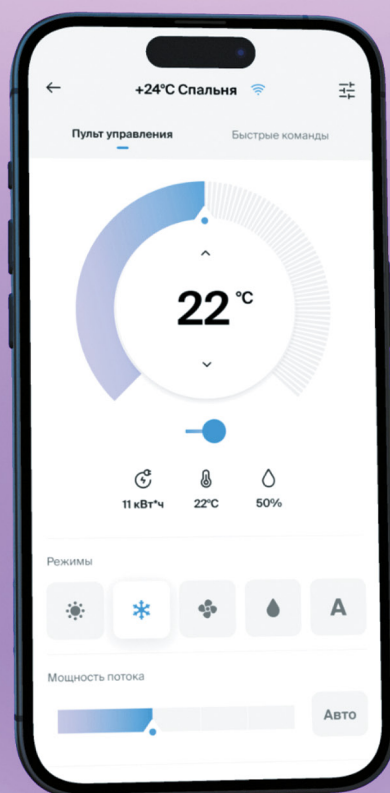 +24°C Спальня
Пульт управления
Быстрые команды
22 °C
11 кВт*ч
22°C
50%
Режимы
A
Мощность потока
Авто